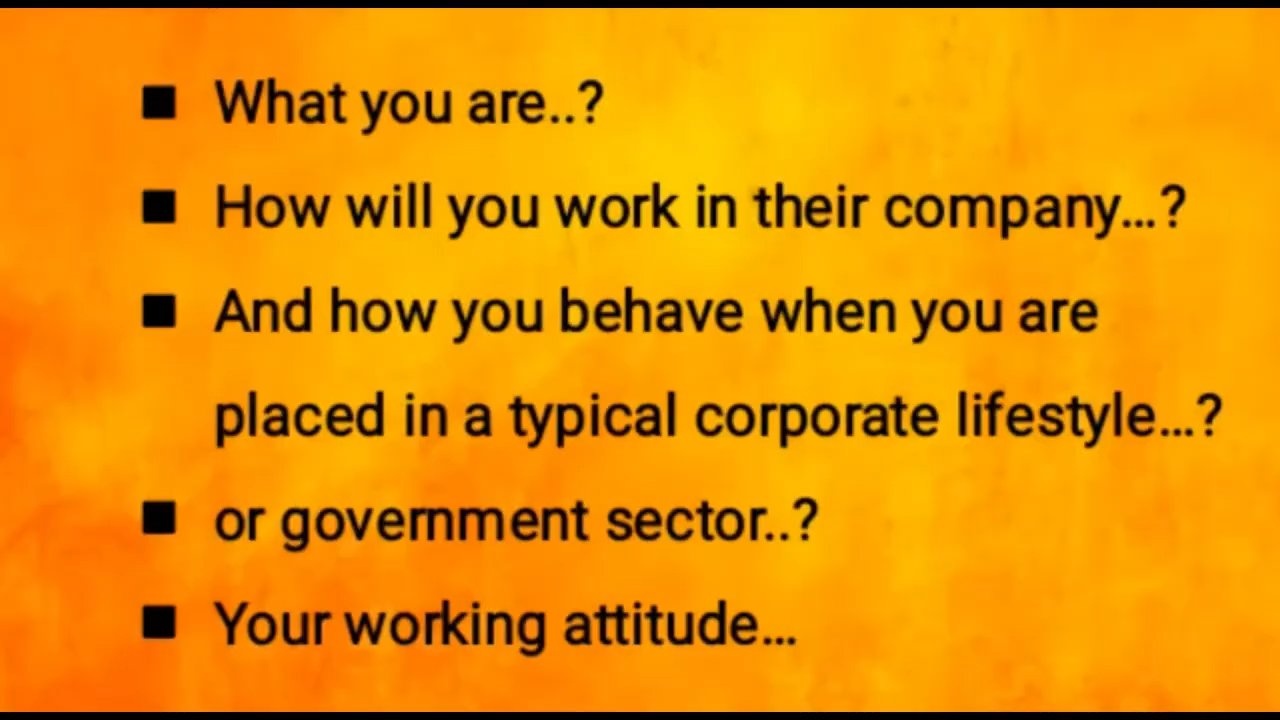 ■ What you are..?
■ How will you work in their company...?
■ And how you behave when you are
placed in a typical corporate lifestyle...?
■ or government sector..?
■ Your working attitude...